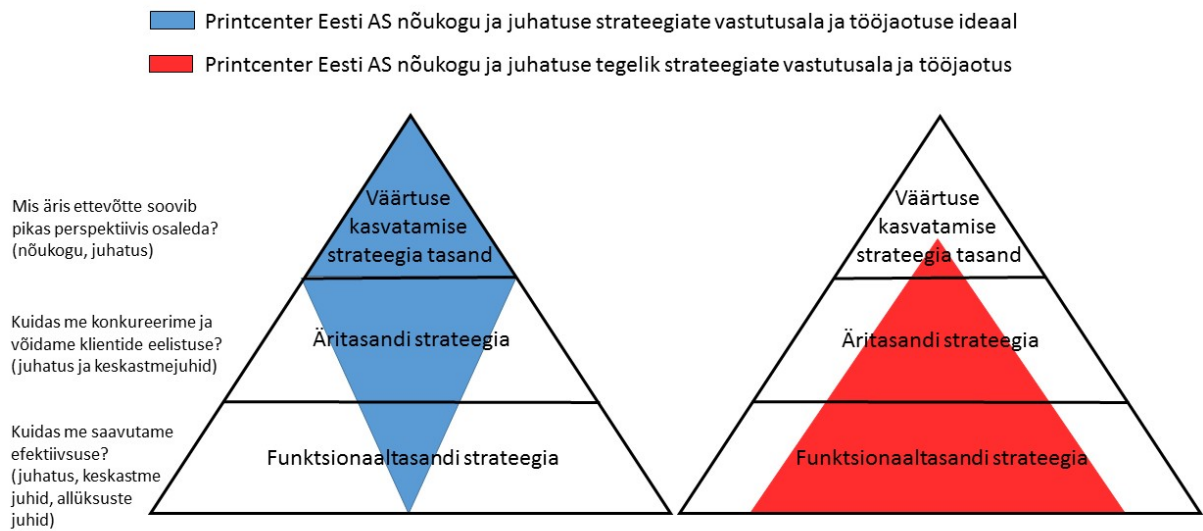 Printcenter Eesti AS nõukogu ja juhatuse strateegiate vastutusala ja tööjaotuse ideaal
Printcenter Eesti AS nõukogu ja juhatuse tegelik strateegiate vastutusala ja tööjaotus
Mis äris ettevõtte soovib
pikas perspektiivis osaleda?
(nõukogu, juhatus)
Väärtuse
kasvatamise
strateegia tasand
Väärtuse
kasvatamise
strateegia tasand
Kuidas me konkureerime ja
võidame klientide eelistuse?
(juhatus ja keskastmejuhid)
Äritasandi strateegia
Äritasandi strateegia
Kuidas me saavutame
efektiivsuse?
(juhatus, keskastme
juhid, allüksuste
juhid)
Funktsionaaltasandi strateegia
Funktsionaaltasandi strateegia